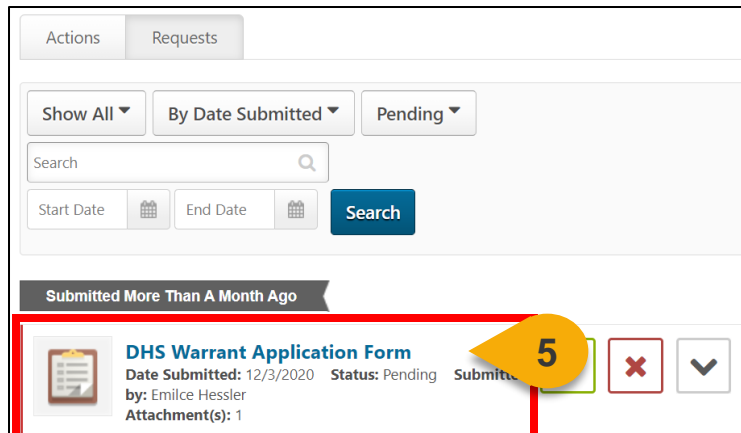 Actions Requests
Show All By Date Submitted Pending
Search
Start Date End Date Search
Submitted More Than A Month Ago
DHS Warrant Application Form
Date Submitted: 12/3/2020 Status: Pending
by: Emilce Hessler
Attachment(s): 1
5